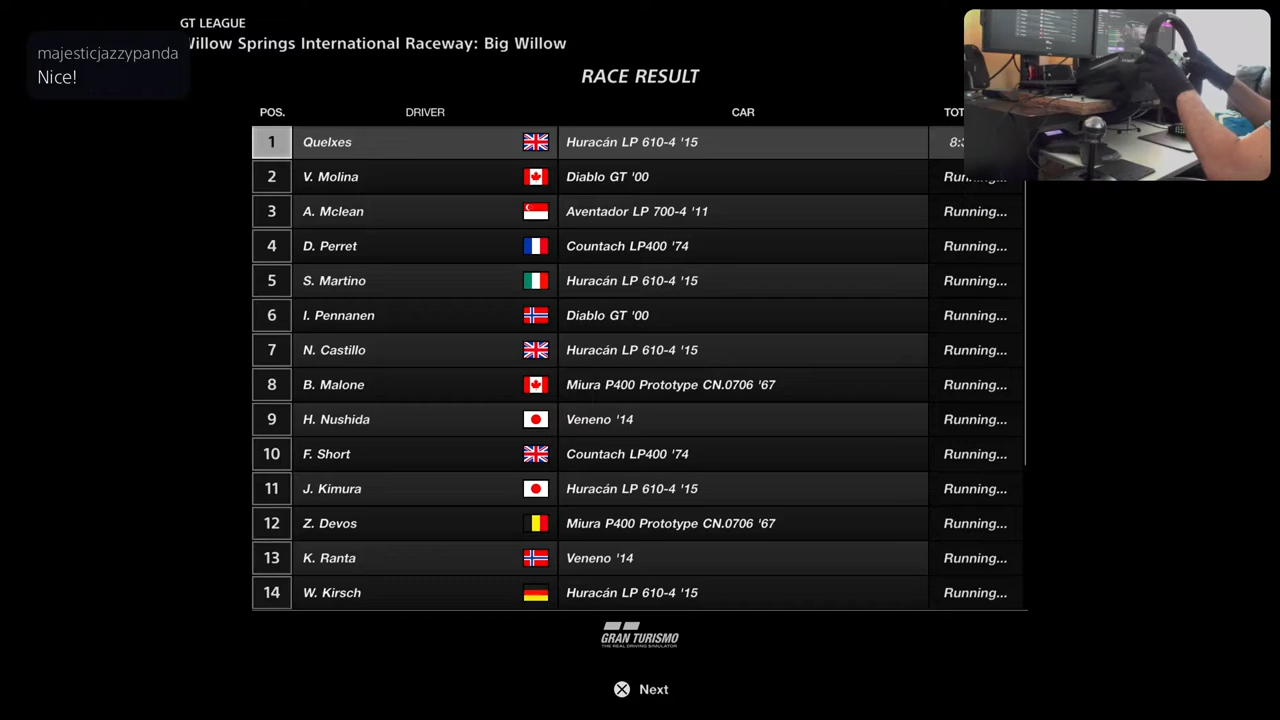 GT LEAGUE
Willow Springs International Raceway: Big Willow
majesticjazzypanda
Nice!
RACE RESULT
POS. DRIVER CAR
1 Quelxes Huracán LP 610-4 '15
2 V. Molina Diablo GT '00 Running...
3 A. Mclean Aventador LP 700-4 '11 Running...
4 D. Perret Countach LP400 '74 Running...
5 S. Martino Huracán LP 610-4 '15 Running...
6 I. Pennanen Diablo GT '00 Running...
7 N. Castillo Huracán LP 610-4 '15 Running...
8 B. Malone Miura P400 Prototype CN.0706 '67 Running...
9 H. Nushida Veneno '14 Running...
10 F. Short Countach LP400 '74 Running...
11 J. Kimura Huracán LP 610-4 '15 Running...
12 Z. Devos Miura P400 Prototype CN.0706 '67 Running...
13 K. Ranta Veneno '14 Running...
14 W. Kirsch Huracán LP 610-4 '15 Running...
GRAN TURISMO
THE REAL DRIVING SIMULATOR
Next